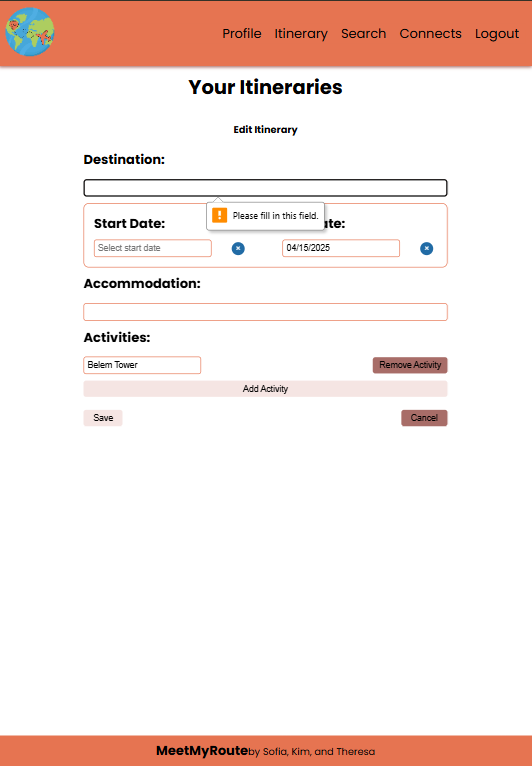 Profile Itinerary Search Connects Logout
Your Itineraries
Edit Itinerary
Destination:
Please fill in this field.
Start Date: ate:
Select start date 04/15/2025
Accommodation:
Activities:
Belem Tower Remove Activity
Add Activity
Save Cancel
MeetMyRoute by Sofia, Kim, and Theresa